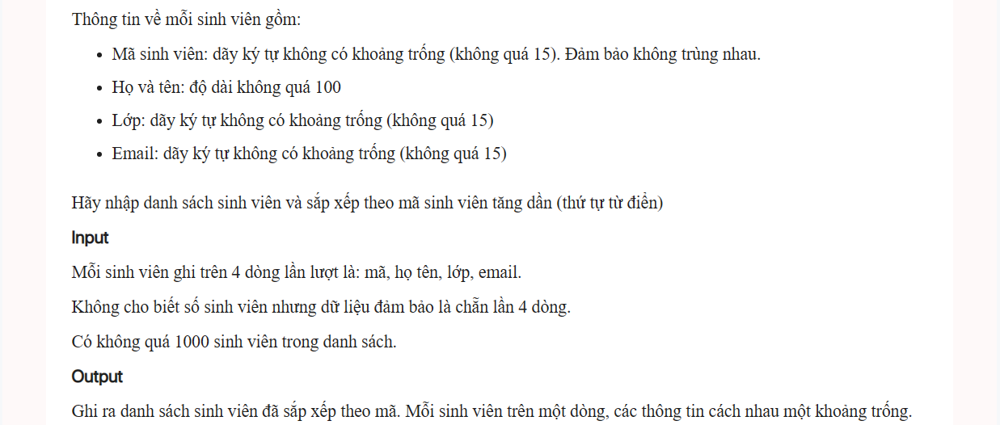 Thông tin về mỗi sinh viên gồm:
• Mã sinh viên: dãy ký tự không có khoảng trống (không quá 15). Đảm bảo không trùng nhau.
• Họ và tên: độ dài không quá 100
• Lớp: dãy ký tự không có khoảng trống (không quá 15)
• Email: dãy ký tự không có khoảng trống (không quá 15)
Hãy nhập danh sách sinh viên và sắp xếp theo mã sinh viên tăng dần (thứ tự từ điển)
Input
Mỗi sinh viên ghi trên 4 dòng lần lượt là: mã, họ tên, lớp, email.
Không cho biết số sinh viên nhưng dữ liệu đảm bảo là chẵn lần 4 dòng.
Có không quá 1000 sinh viên trong danh sách.
Output
Ghi ra danh sách sinh viên đã sắp xếp theo mã. Mỗi sinh viên trên một dòng, các thông tin cách nhau một khoảng trống.